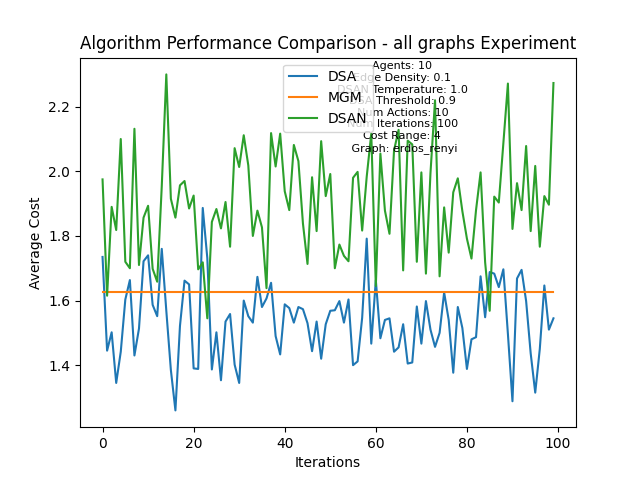 Algorithm Performance Comparison - all graphs Experiment
Agents: 10
Edge Density: 0.1
DSAN Temperature: 1.0
DSA Threshold: 0.9
Num Actions: 10
Num Iterations: 100
Cost Range: 4
Graph: erdos_renyi
DSA
MGM
DSAN
Average Cost
2.2
2.0
1.8
1.6
1.4
0
20
40
60
80
100
Iterations